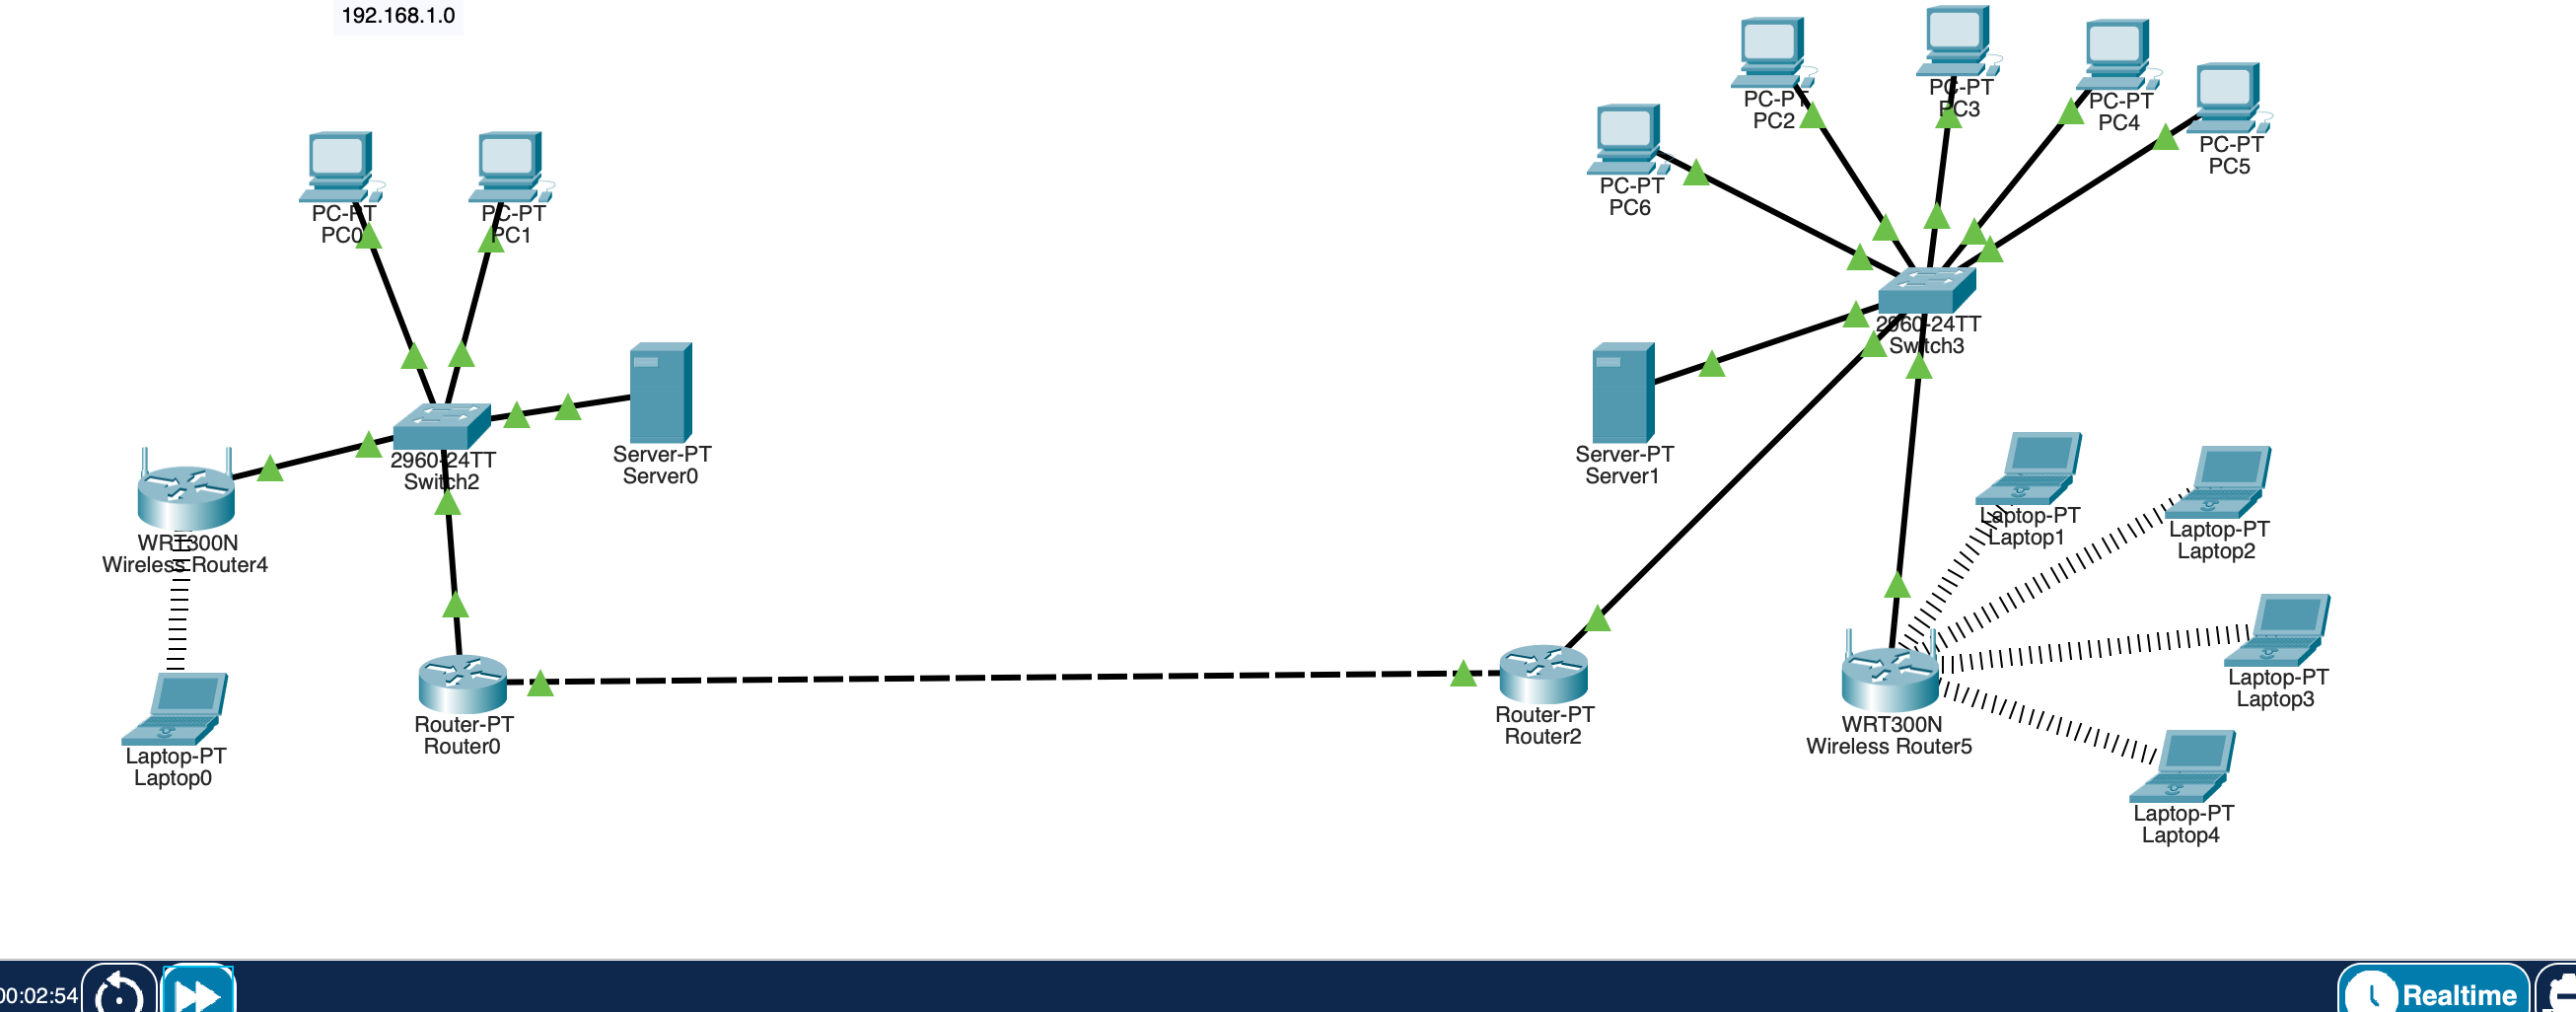 192.168.1.0
PC-PT
PC0
PC-PT
PC1
2960-24TT
Switch2
Server-PT
Server0
WRT300N
Wireless Router4
Laptop-PT
Laptop0
Router-PT
Router0
PC-PT
PC6
PC-PT
PC2
PC-PT
PC3
PC-PT
PC4
PC-PT
PC5
2960-24TT
Switch3
Server-PT
Server1
Router-PT
Router2
WRT300N
Wireless Router5
Laptop-PT
Laptop1
Laptop-PT
Laptop2
Laptop-PT
Laptop3
Laptop-PT
Laptop4
00:02:54
Realtime